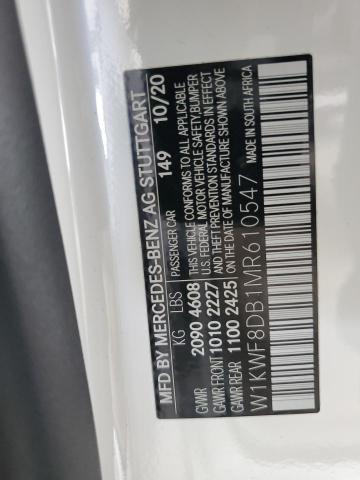 MFD BY MERCEDES-BENZ AG STUTTGART
149 10/20
KG LBS PASSENGER CAR
GVWR 2090 4608 THIS VEHICLE CONFORMS TO ALL APPLICABLE
GAWR FRONT 1010 2227 U.S. FEDERAL MOTOR VEHICLE SAFETY, BUMPER
GAWR REAR 1100 2425 AND THEFT PREVENTION STANDARDS IN EFFECT
ON THE DATE OF MANUFACTURE SHOWN ABOVE
W1KWF8DB1MR610547 MADE IN SOUTH AFRICA